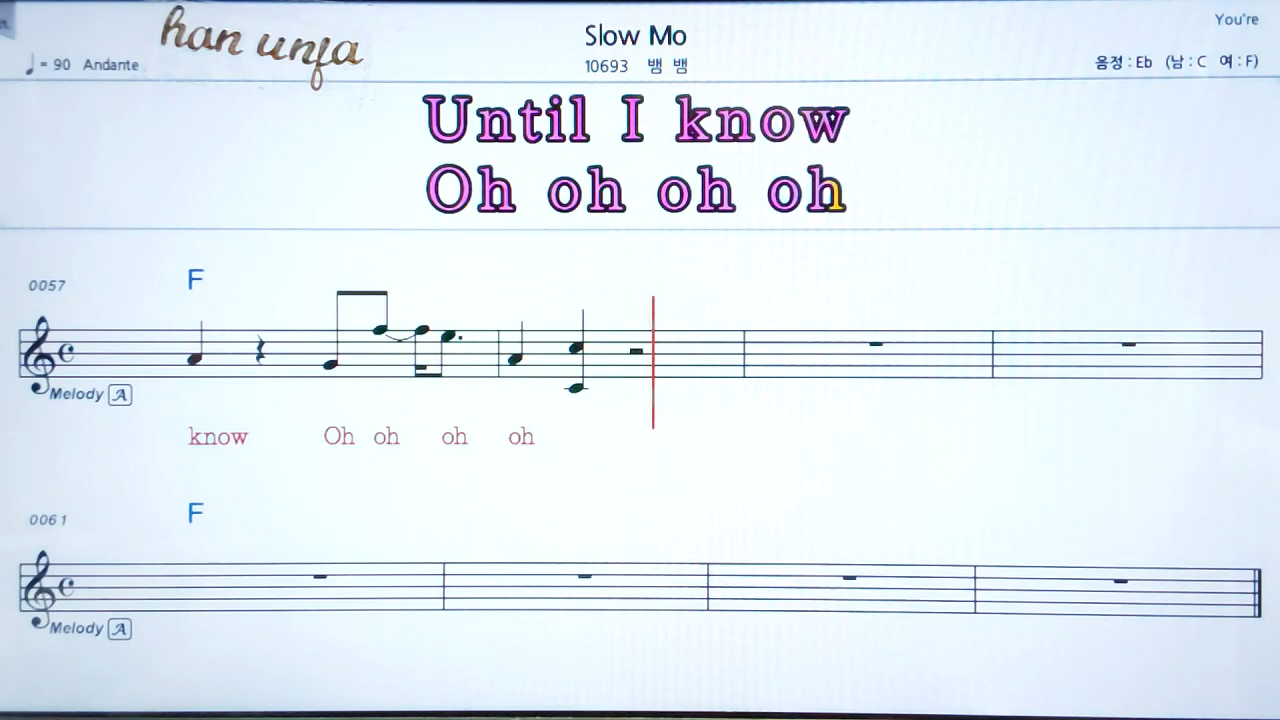 han unfa
Slow Mo
You're
♩ = 90 Andante
10693 뱀 뱀
음정 : Eb (남 : C 여 : F)
Until I know
Oh oh oh oh
0057
F
Melody A
know Oh oh oh oh
0061
F
Melody A